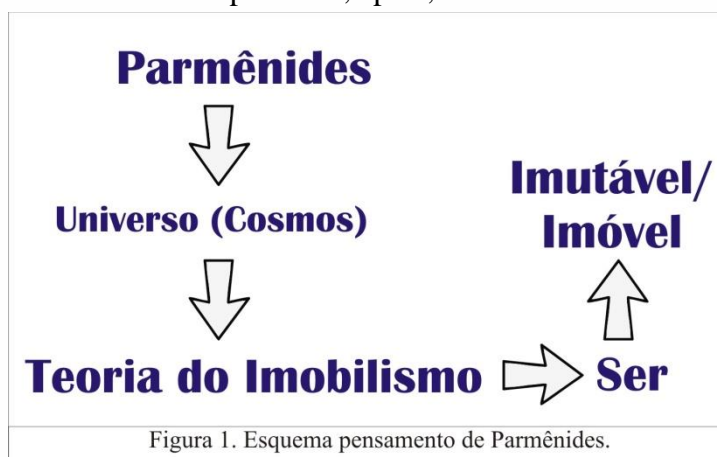 Parmênides
Universo (Cosmos)
Teoria do Imobilismo
Ser
Imutável/
Imóvel
Figura 1. Esquema pensamento de Parmênides.